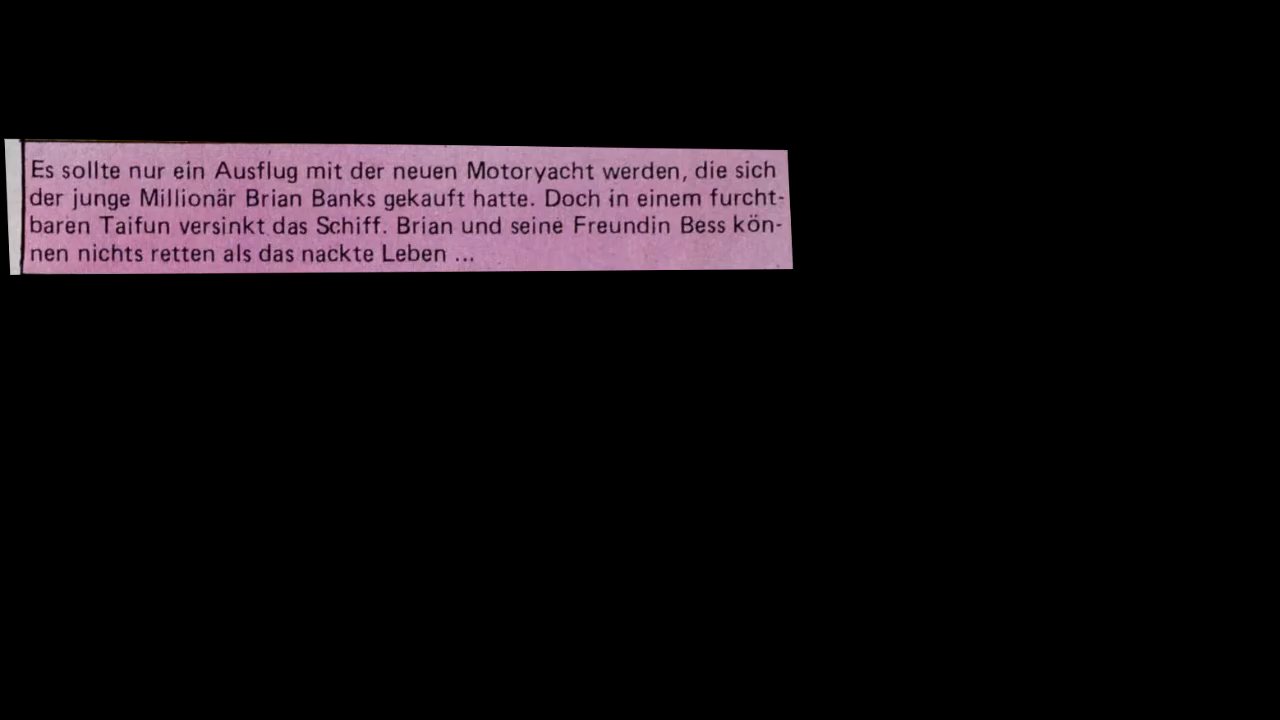 Es sollte nur ein Ausflug mit der neuen Motoryacht werden, die sich
der junge Millionär Brian Banks gekauft hatte. Doch in einem furcht-
baren Taifun versinkt das Schiff. Brian und seine Freundin Bess kön-
nen nichts retten als das nackte Leben ...